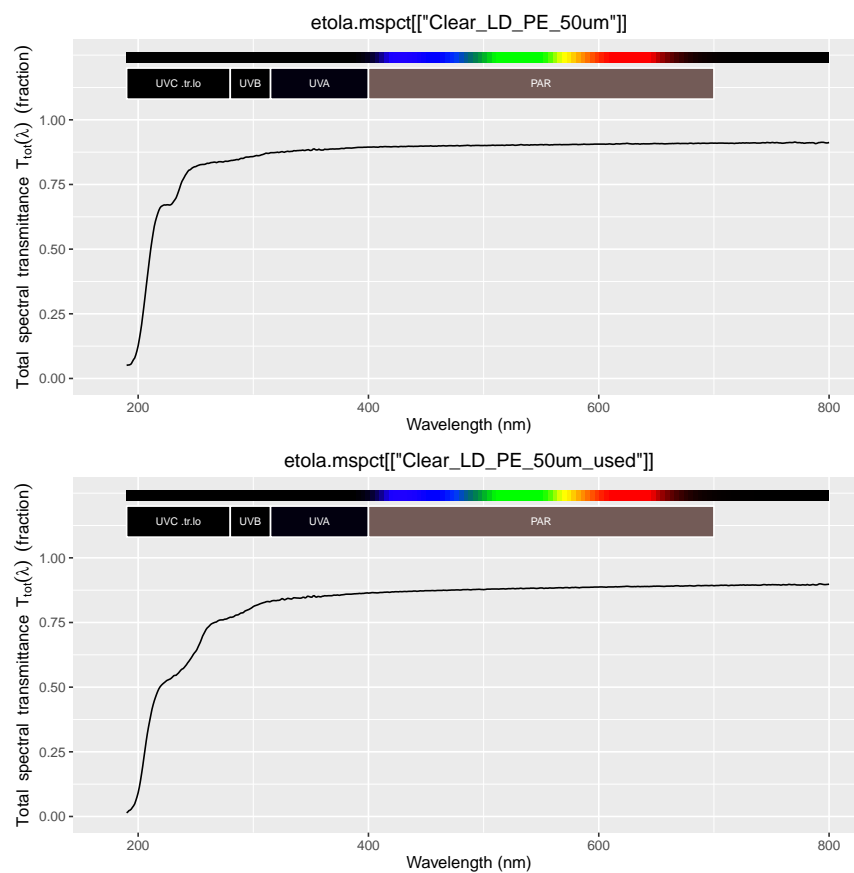 etola.mspct[["Clear_LD_PE_50um"]]
UVC .tr.lo UVB UVA PAR
1.00
0.75
0.50
0.25
0.00
Total spectral transmittance Ttot(λ) (fraction)
200 400 600 800
Wavelength (nm)
etola.mspct[["Clear_LD_PE_50um_used"]]
UVC .tr.lo UVB UVA PAR
1.00
0.75
0.50
0.25
0.00
Total spectral transmittance Ttot(λ) (fraction)
200 400 600 800
Wavelength (nm)